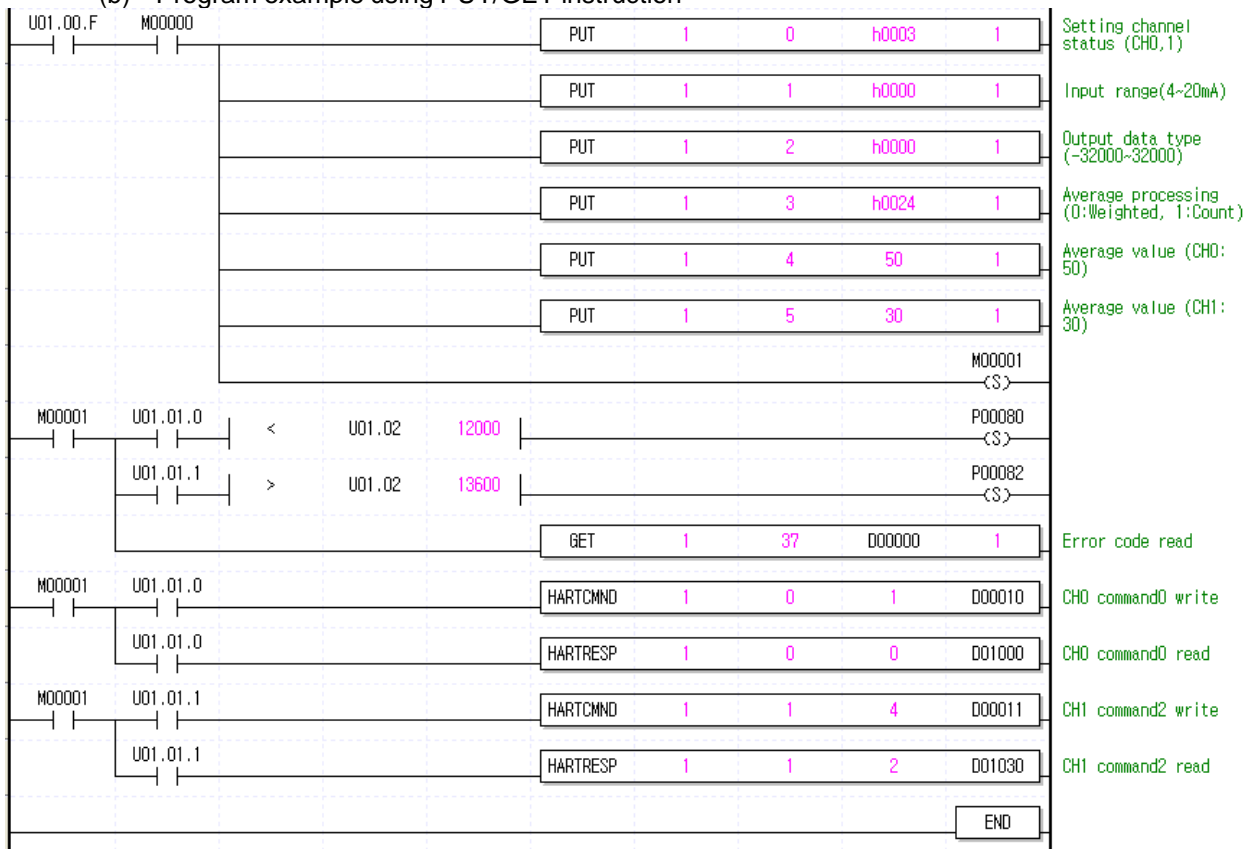 (b) Program example using PUT/GET instruction
U01.00.F M00000 PUT 1 0 h0003 1 Setting channel
status (CH0,1)
PUT 1 1 h0000 1 Input range(4~20mA)
PUT 1 2 h0000 1 Output data type
(-32000~32000)
PUT 1 3 h0024 1 Average processing
(0:Weighted, 1:Count)
PUT 1 4 50 1 Average value (CH0:
50)
PUT 1 5 30 1 Average value (CH1:
30)
M00001
(S)
M00001 U01.01.0 < U01.02 12000 P00080
(S)
U01.01.1 > U01.02 13600 P00082
(S)
GET 1 37 D00000 1 Error code read
M00001 U01.01.0 HARTCMND 1 0 1 D00010 CH0 command0 write
U01.01.0 HARTRESP 1 0 0 D01000 CH0 command0 read
M00001 U01.01.1 HARTCMND 1 1 4 D00011 CH1 command2 write
U01.01.1 HARTRESP 1 1 2 D01030 CH1 command2 read
END